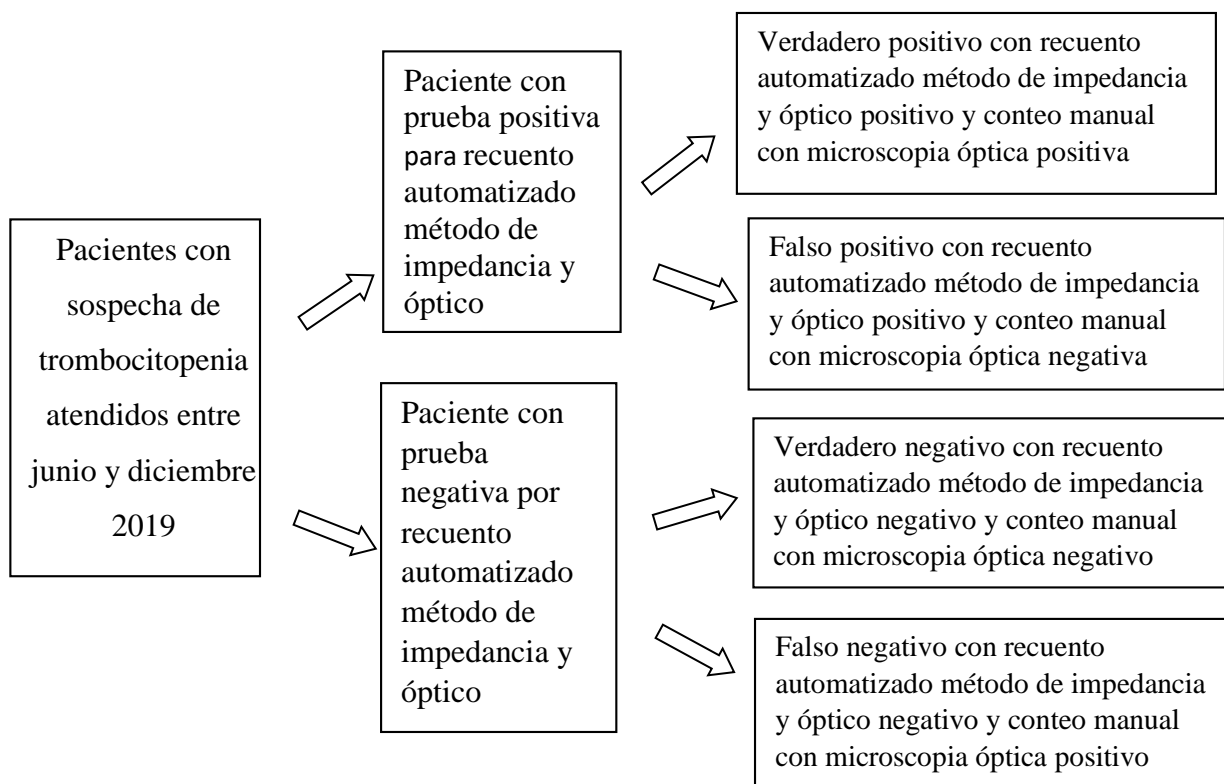 Pacientes con
sospecha de
trombocitopenia
atendidos entre
junio y diciembre
2019
Paciente con
prueba positiva
para recuento
automatizado
método de
impedancia y
óptico
Paciente con
prueba
negativa por
recuento
automatizado
método de
impedancia y
óptico
Verdadero positivo con recuento
automatizado método de impedancia
y óptico positivo y conteo manual
con microscopia óptica positiva
Falso positivo con recuento
automatizado método de impedancia
y óptico positivo y conteo manual
con microscopia óptica negativa
Verdadero negativo con recuento
automatizado método de impedancia
y óptico negativo y conteo manual
con microscopia óptica negativo
Falso negativo con recuento
automatizado método de impedancia
y óptico negativo y conteo manual
con microscopia óptica positivo